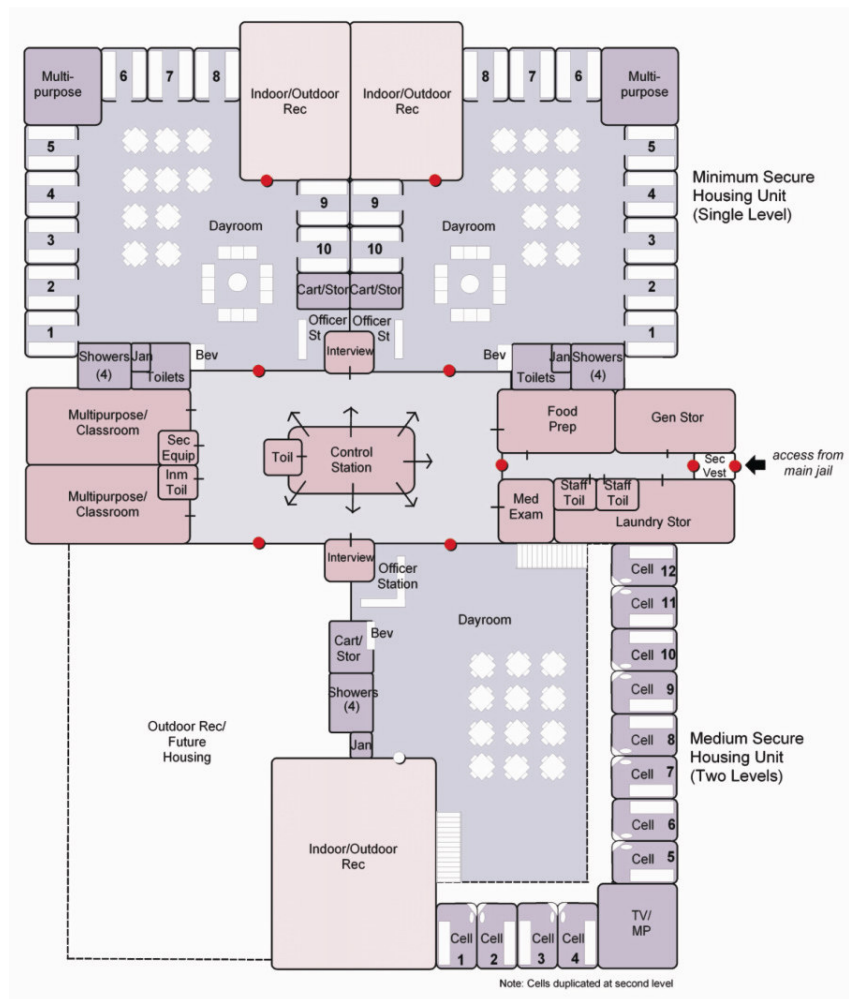 Multi-
purpose
6
7
8
Indoor/Outdoor
Rec
Indoor/Outdoor
Rec
8
7
6
Multi-
purpose
5
4
3
2
1
5
4
3
2
1
Minimum Secure
Housing Unit
(Single Level)
Dayroom
Dayroom
9
9
10
10
Cart/Stor
Cart/Stor
Officer
St
Officer
St
Interview
Showers
(4)
Jan
Toilets
Bev
Bev
Toilets
Jan
Showers
(4)
Multipurpose/
Classroom
Sec
Equip
Inm
Toil
Multipurpose/
Classroom
Toil
Control
Station
Food
Prep
Gen Stor
Sec
Vest
access from
main jail
Med
Exam
Staff
Toil
Staff
Toil
Laundry Stor
Interview
Officer
Station
Dayroom
Bev
Cart/
Stor
Showers
(4)
Jan
Outdoor Rec/
Future
Housing
Indoor/Outdoor
Rec
Cell 12
Cell 11
Cell 10
Cell 9
Cell 8
Cell 7
Cell 6
Cell 5
Medium Secure
Housing Unit
(Two Levels)
TV/
MP
Cell
1
Cell
2
Cell
3
Cell
4
Note: Cells duplicated at second level